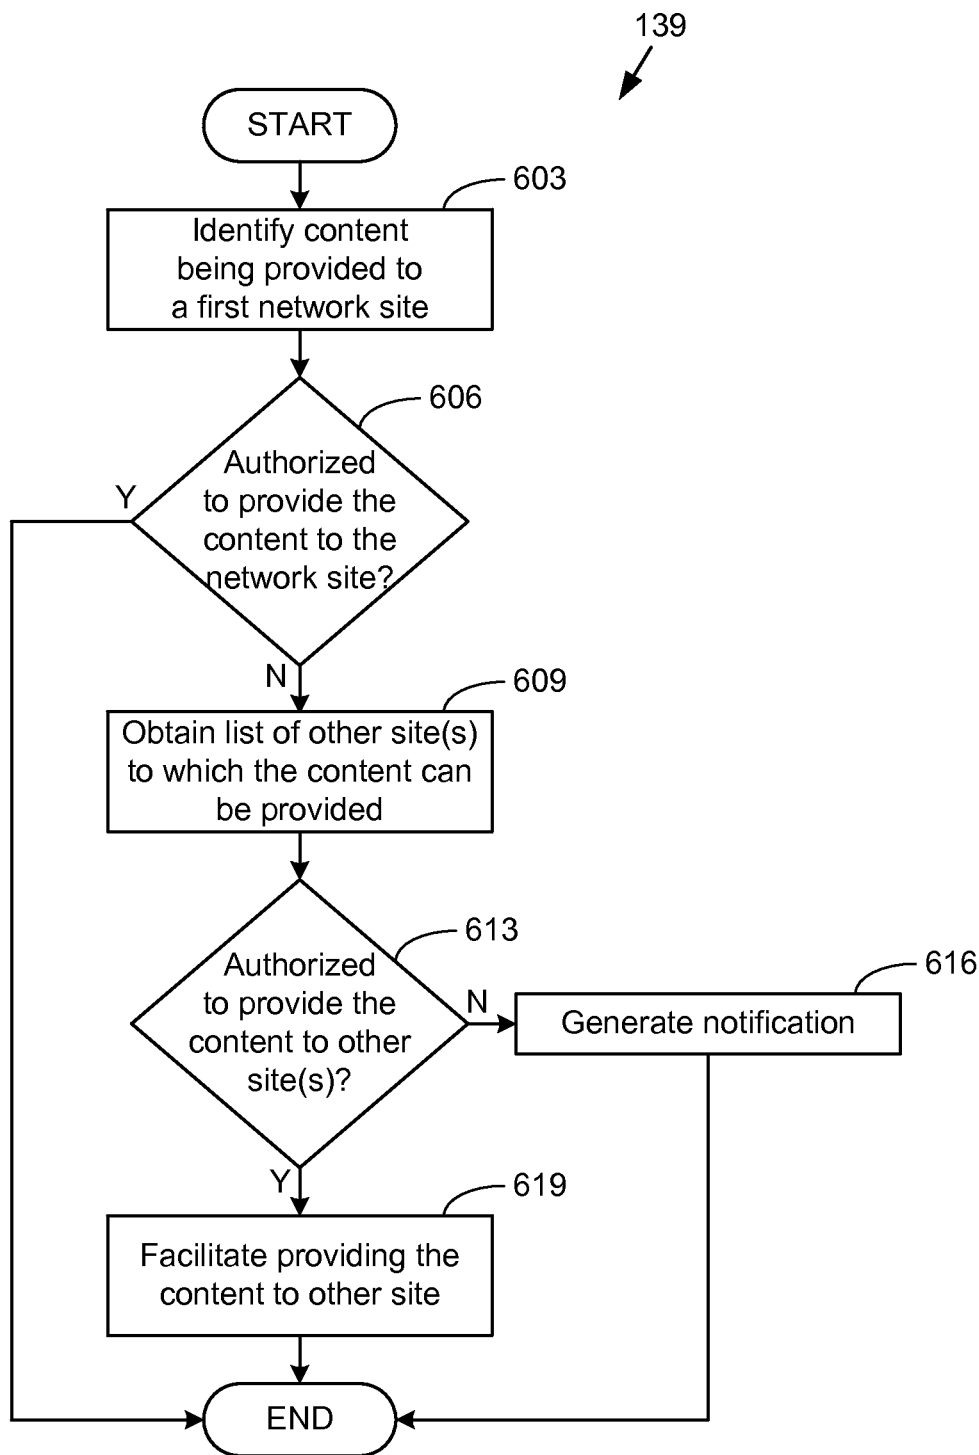 139
START
603
Identify content
being provided to
a first network site
606
Authorized
to provide the
content to the
network site?
Y
N
609
Obtain list of other site(s)
to which the content can
be provided
613
Authorized
to provide the
content to other
site(s)?
N
616
Generate notification
Y
619
Facilitate providing the
content to other site
END